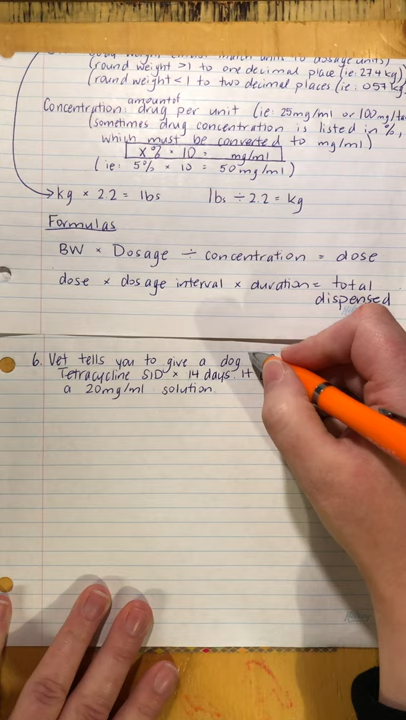 (round weight >1 to one decimal place (ie: 27.4 kg)
(round weight <1 to two decimal places (ie: 0.57 kg
Concentration: amount of drug per unit (ie: 25mg/ml or 100 mg/
(sometimes drug concentration is listed in %,
which must be converted to mg/ml)
X% × 10 = mg/ml
(ie: 5% × 10 = 50 mg/ml)
kg × 2.2 = lbs lbs ÷ 2.2 = kg
Formulas
BW × Dosage ÷ concentration = dose
dose × dosage interval × duration = total
dispensed
6. Vet tells you to give a dog
Tetracycline SID × 14 days. It
a 20mg/ml solution.